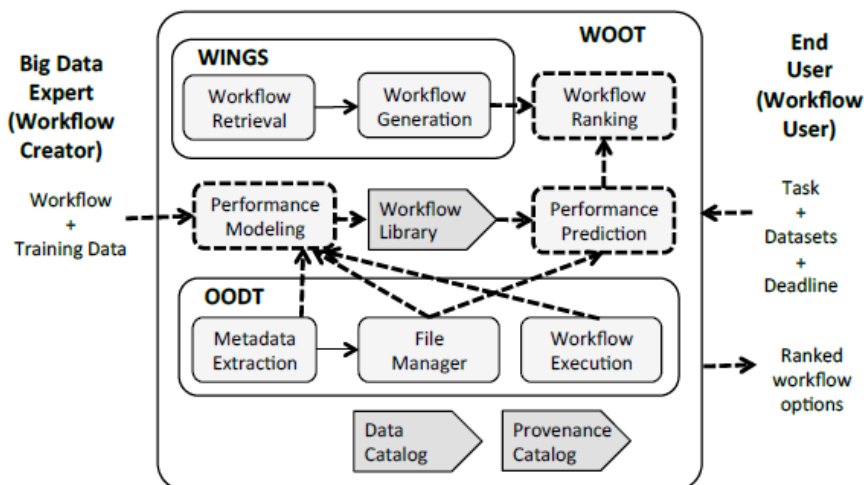 WOOT
WINGS
Big Data
Expert
(Workflow
Creator)
Workflow
+
Training Data
Workflow
Retrieval
Workflow
Generation
Workflow
Ranking
Performance
Modeling
Workflow
Library
Performance
Prediction
OODT
Metadata
Extraction
File
Manager
Workflow
Execution
Data
Catalog
Provenance
Catalog
End
User
(Workflow
User)
Task
+
Datasets
+
Deadline
Ranked
workflow
options